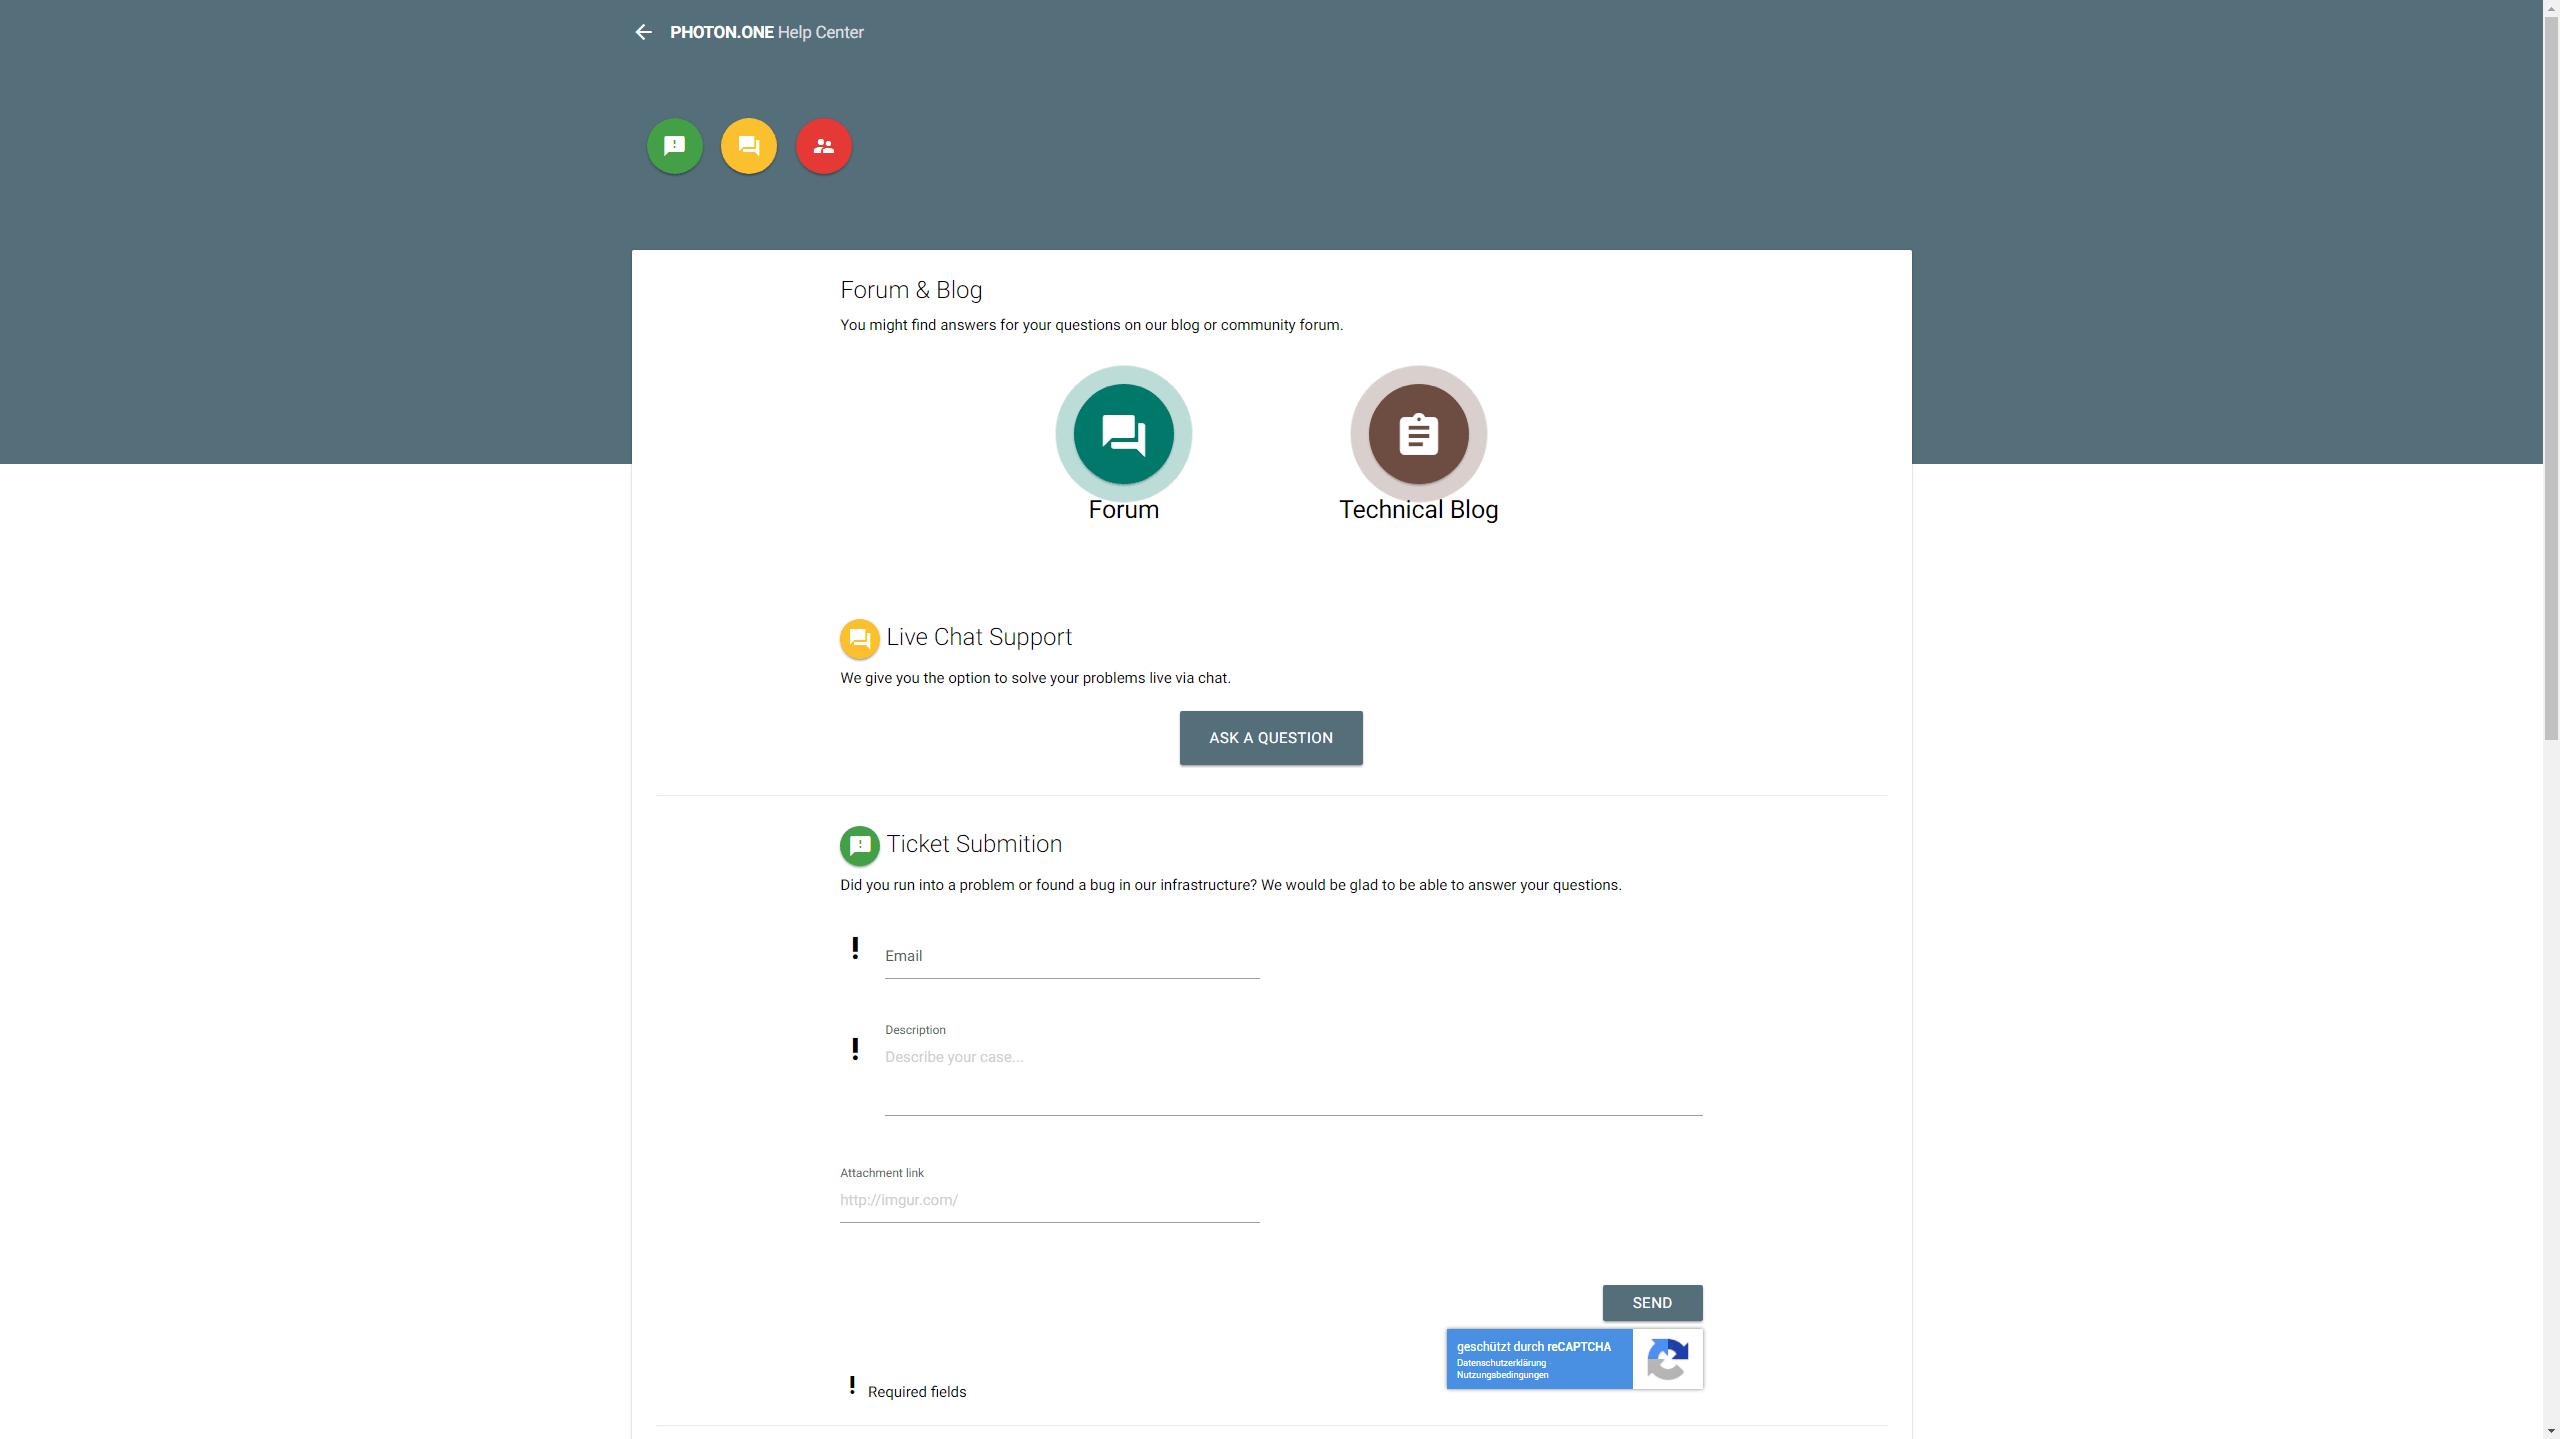 PHOTON.ONE Help Center
Forum & Blog
You might find answers for your questions on our blog or community forum.
Forum
Technical Blog
Live Chat Support
We give you the option to solve your problems live via chat.
ASK A QUESTION
Ticket Submition
Did you run into a problem or found a bug in our infrastructure? We would be glad to be able to answer your questions.
Email
Description
Describe your case...
Attachment link
http://imgur.com/
SEND
geschützt durch reCAPTCHA
Datenschutzerklärung
Nutzungsbedingungen
Required fields